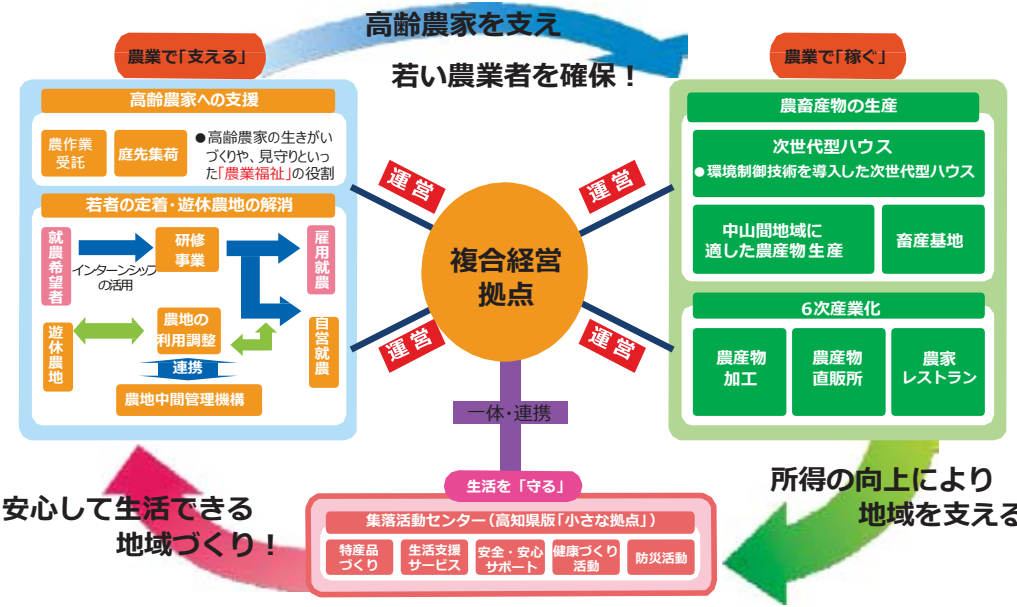 高齢農家を支え
若い農業者を確保！
農業で「支える」
高齢農家への支援
農作業
受託
庭先集荷
●高齢農家の生きがい
づくりや、見守りといっ
た「農業福祉」の役割
若者の定着・遊休農地の解消
就農希望者
インターンシップ
の活用
研修
事業
雇用就農
自営就農
遊休農地
農地の
利用調整
連携
農地中間管理機構
運営
運営
運営
運営
複合経営
拠点
一体・連携
農業で「稼ぐ」
農畜産物の生産
次世代型ハウス
●環境制御技術を導入した次世代型ハウス
中山間地域に
適した農産物生産
畜産基地
6次産業化
農産物
加工
農産物
直販所
農家
レストラン
所得の向上により
地域を支える
生活を「守る」
集落活動センター（高知県版「小さな拠点」）
特産品
づくり
生活支援
サービス
安全・安心
サポート
健康づくり
活動
防災活動
安心して生活できる
地域づくり！